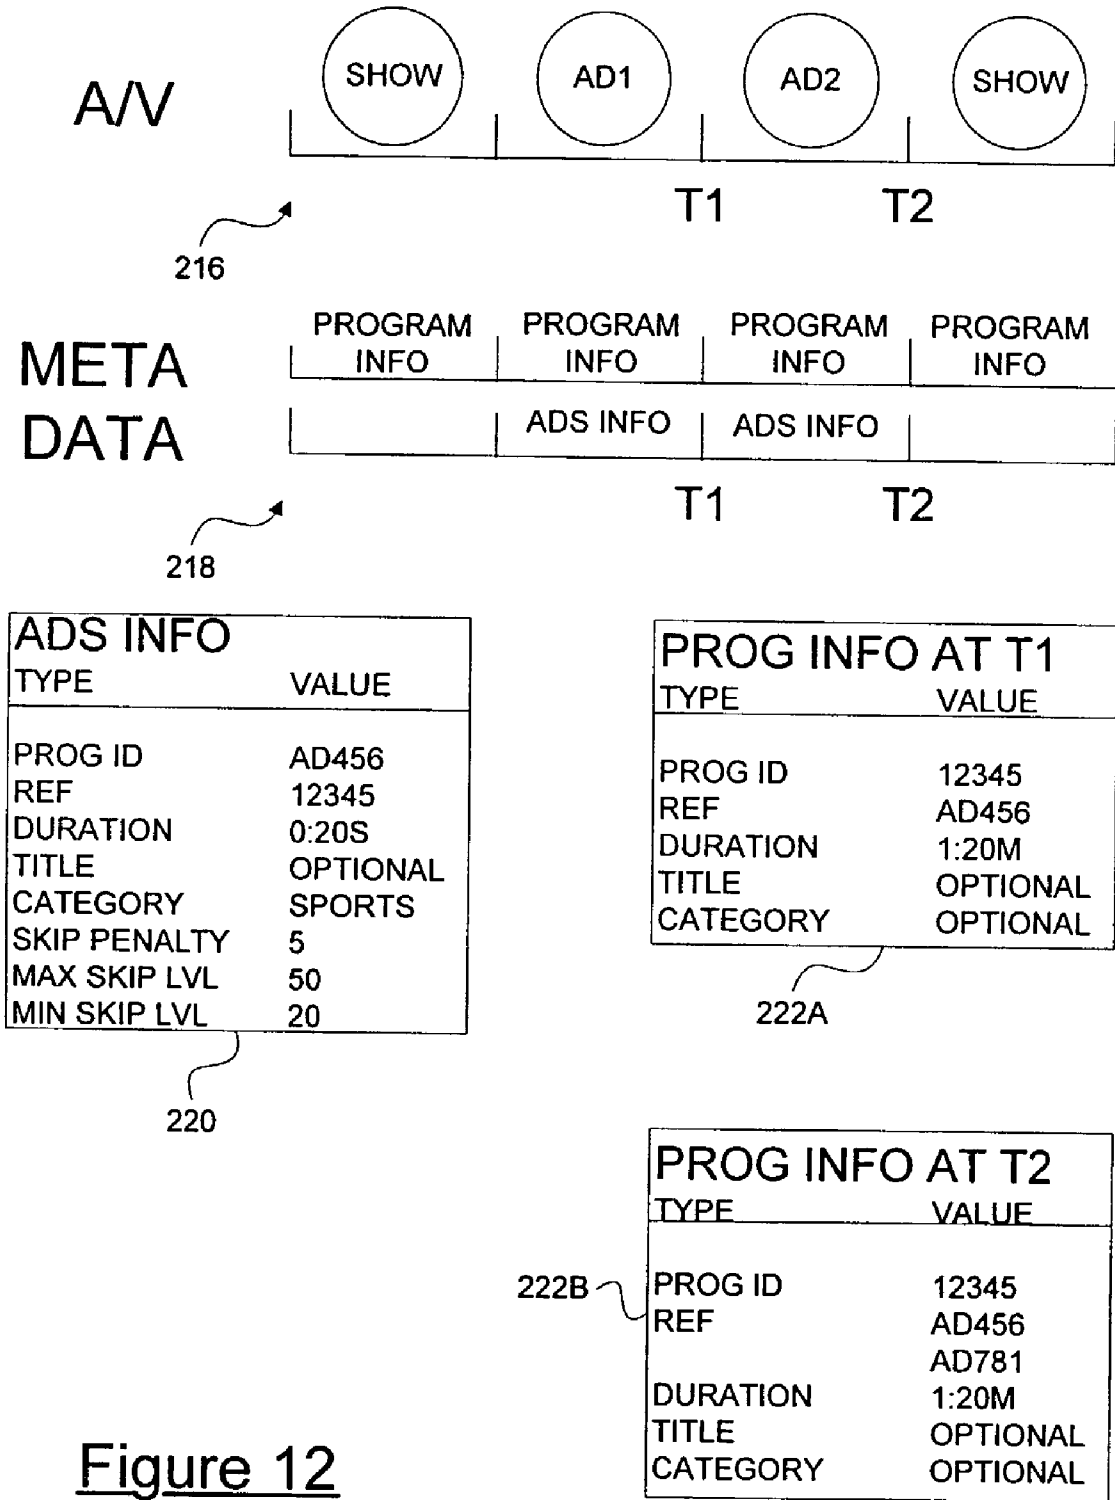 A/V
SHOW AD1 AD2 SHOW
T1 T2
216
META
DATA
PROGRAM INFO PROGRAM INFO PROGRAM INFO PROGRAM INFO
ADS INFO ADS INFO
T1 T2
218
ADS INFO
TYPE VALUE
PROG ID AD456
REF 12345
DURATION 0:20S
TITLE OPTIONAL
CATEGORY SPORTS
SKIP PENALTY 5
MAX SKIP LVL 50
MIN SKIP LVL 20
220
PROG INFO AT T1
TYPE VALUE
PROG ID 12345
REF AD456
DURATION 1:20M
TITLE OPTIONAL
CATEGORY OPTIONAL
222A
PROG INFO AT T2
TYPE VALUE
PROG ID 12345
REF AD456
AD781
DURATION 1:20M
TITLE OPTIONAL
CATEGORY OPTIONAL
222B
Figure 12